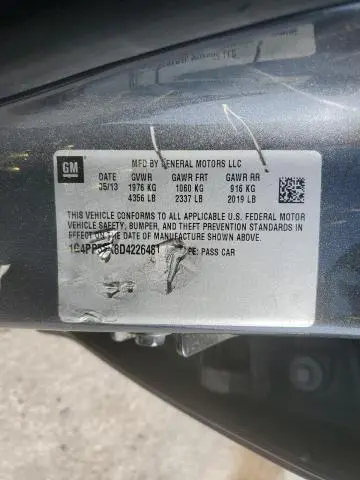 GM
MFD BY GENERAL MOTORS LLC
DATE GVWR GAWR FRT GAWR RR
05/13 1976 KG 1060 KG 916 KG
4356 LB 2337 LB 2019 LB
THIS VEHICLE CONFORMS TO ALL APPLICABLE U.S. FEDERAL MOTOR
VEHICLE SAFETY, BUMPER, AND THEFT PREVENTION STANDARDS IN
EFFECT ON THE DATE OF MANUFACTURE SHOWN ABOVE.
TYPE: PASS CAR